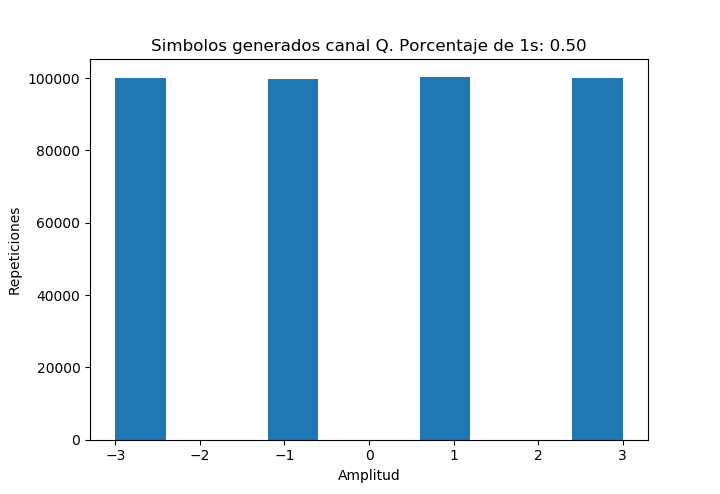 Simbolos generados canal Q. Porcentaje de 1s: 0.50
100000
80000
60000
40000
20000
0
Repeticiones
−3 −2 −1 0 1 2 3
Amplitud